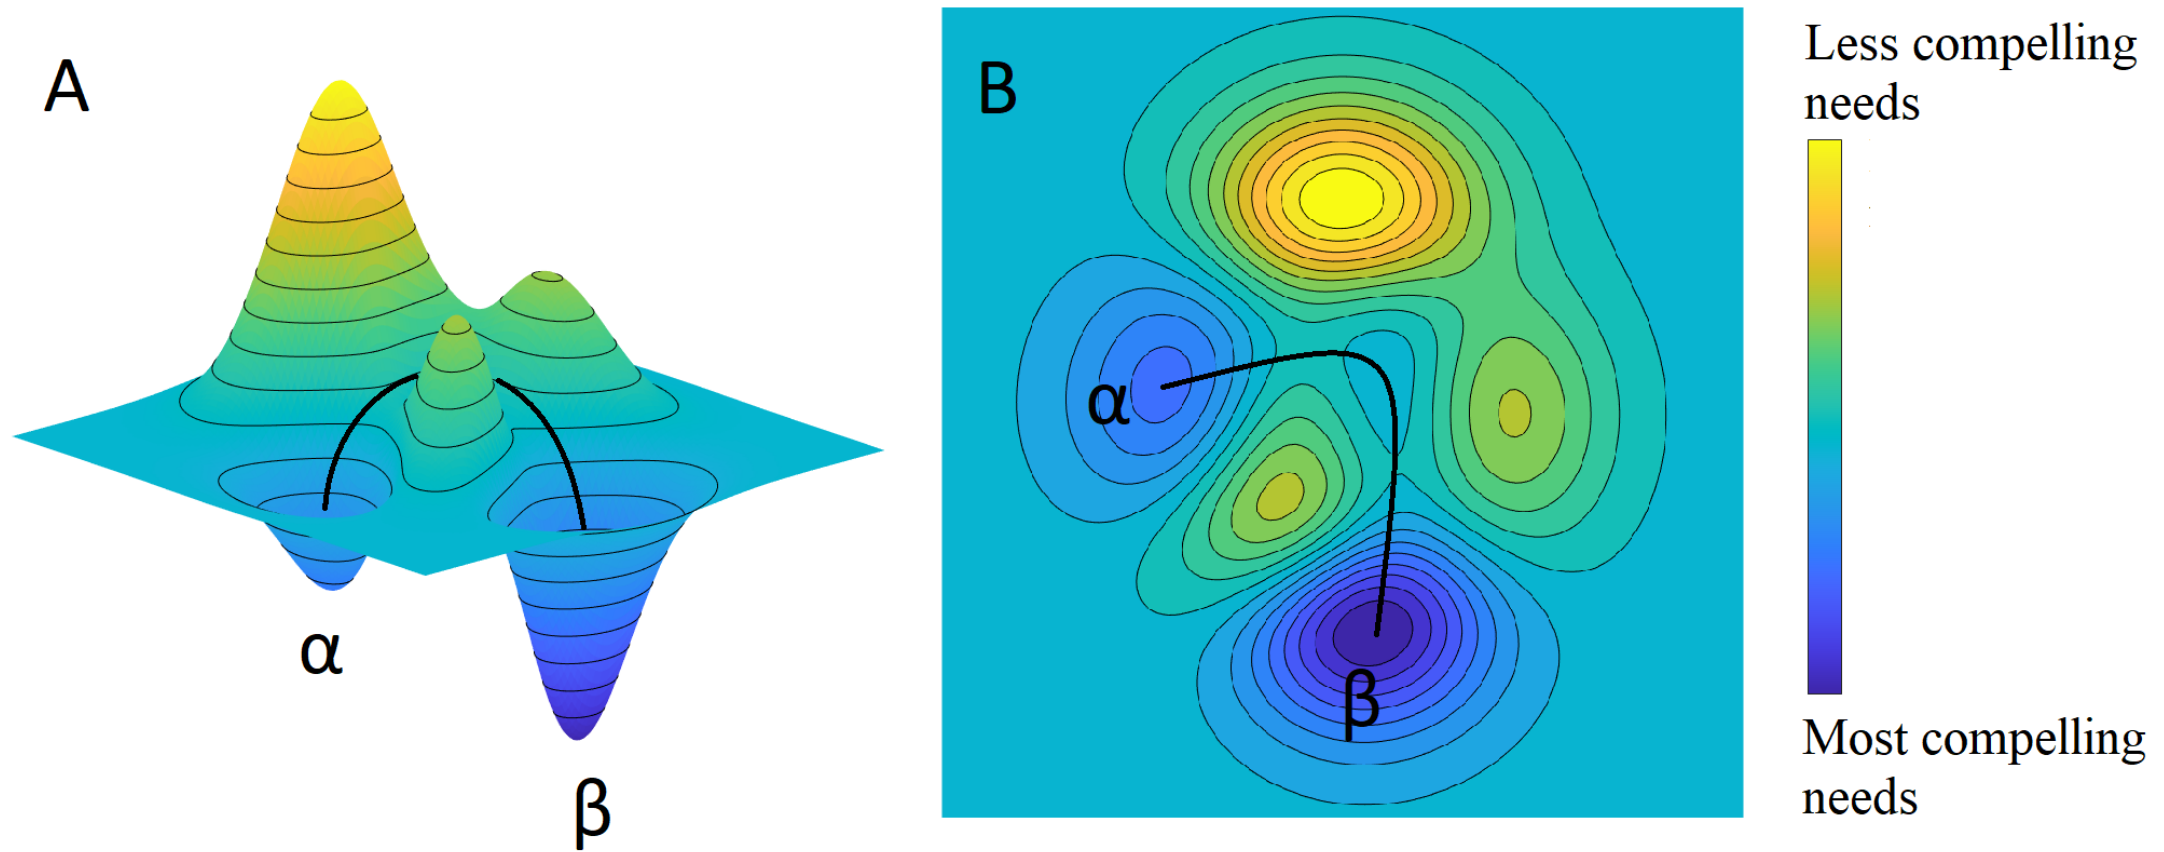 A
α
β
B
α
β
Less compelling
needs
Most compelling
needs